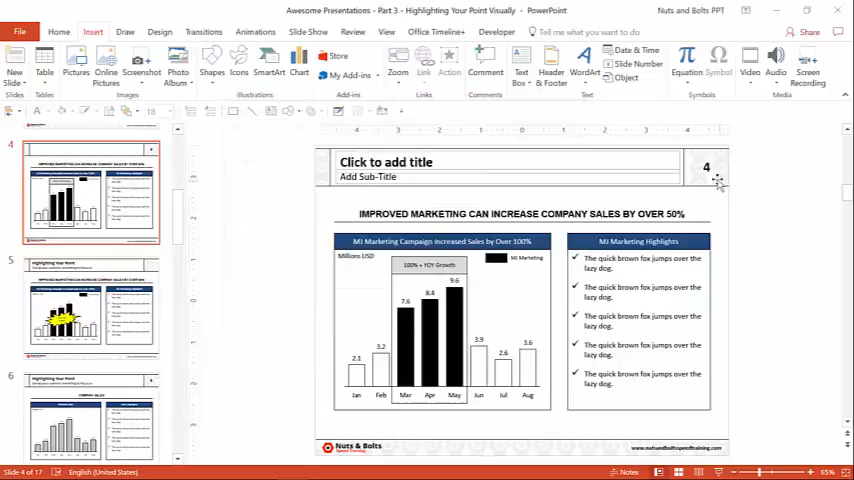 Awesome Presentations - Part 3 - Highlighting Your Point Visually - PowerPoint
Nuts and Bolts PPT
File
Home
Insert
Draw
Design
Transitions
Animations
Slide Show
Review
View
Office Timeline+
Developer
Tell me what you want to do
Share
New Slide
Table
Pictures
Online Pictures
Screenshot
Photo Album
Shapes
Icons
SmartArt
Chart
Store
My Add-ins
Zoom
Link
Action
Comment
Text Box
Header & Footer
WordArt
Date & Time
Slide Number
Object
Equation
Symbol
Video
Audio
Screen Recording
Slides
Tables
Images
Illustrations
Add-ins
Links
Comments
Text
Symbols
Media
18
4
5
Highlighting Your Point
6
Highlighting Your Point
COMPANY SALES
Click to add title
Add Sub-Title
4
IMPROVED MARKETING CAN INCREASE COMPANY SALES BY OVER 50%
MJ Marketing Campaign Increased Sales by Over 100%
Millions USD
100% + YOY Growth
MJ Marketing
2.1
3.2
7.6
8.4
9.6
3.9
2.6
3.6
Jan
Feb
Mar
Apr
May
Jun
Jul
Aug
MJ Marketing Highlights
The quick brown fox jumps over the
lazy dog.
The quick brown fox jumps over the
lazy dog.
The quick brown fox jumps over the
lazy dog.
The quick brown fox jumps over the
lazy dog.
The quick brown fox jumps over the
lazy dog.
Nuts & Bolts
Speed Training
www.nutsandboltsspeedtraining.com
Slide 4 of 17
English (United States)
Notes
65%